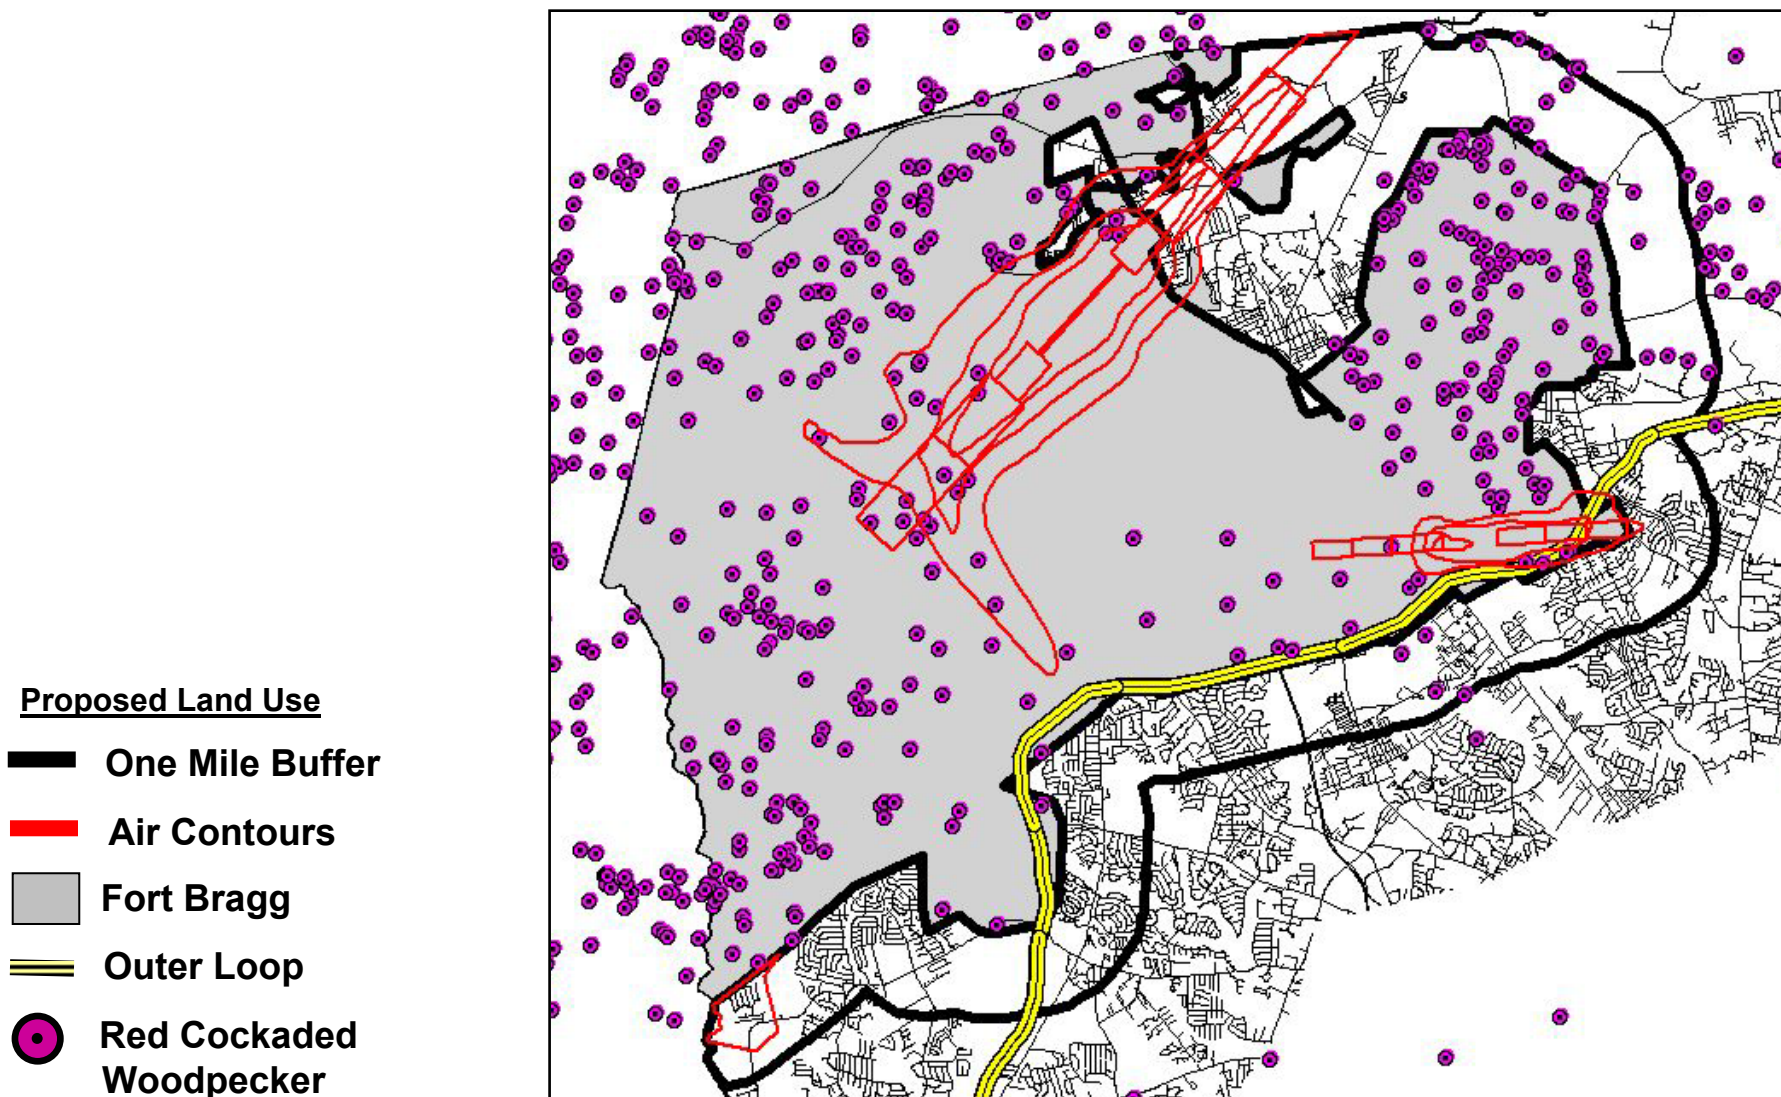 Proposed Land Use
One Mile Buffer
Air Contours
Fort Bragg
Outer Loop
Red Cockaded
Woodpecker